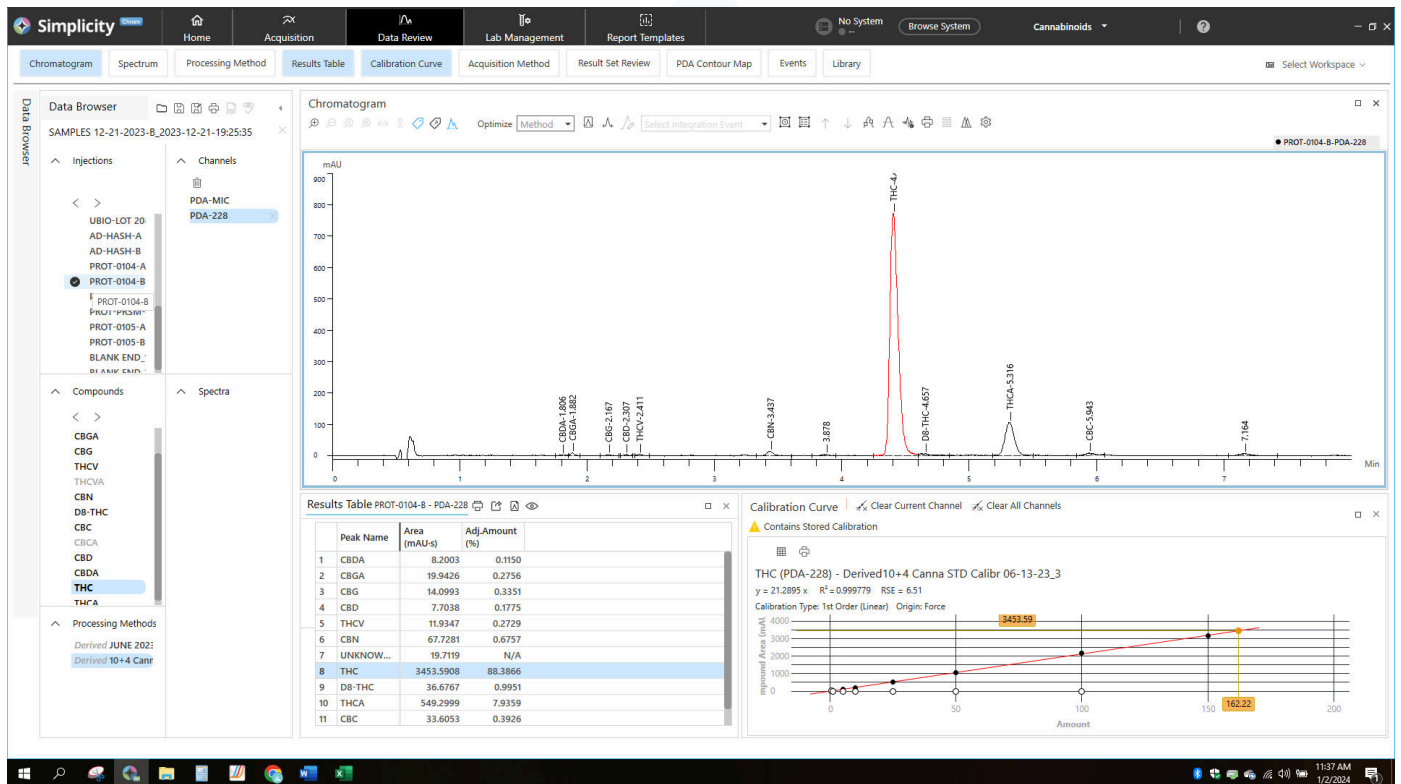 Simplicity Chrom
Home
Acquisition
Data Review
Lab Management
Report Templates
No System
--
Browse System
Cannabinoids
Chromatogram
Spectrum
Processing Method
Results Table
Calibration Curve
Acquisition Method
Result Set Review
PDA Contour Map
Events
Library
Select Workspace
Data Browser
Data Browser
SAMPLES 12-21-2023-B_2023-12-21-19:25:35
Injections
UBIO-LOT 20
AD-HASH-A
AD-HASH-B
PROT-0104-A
PROT-0104-B
PROT-0104-B
PROT-PRSM-
PROT-0105-A
PROT-0105-B
BLANK END_
BLANK END
Channels
PDA-MIC
PDA-228
Compounds
CBGA
CBG
THCV
THCVA
CBN
D8-THC
CBC
CBCA
CBD
CBDA
THC
THCA
Spectra
Processing Methods
Derived JUNE 2023
Derived 10+4 Cann
Chromatogram
Optimize Method
Select Integration Event
PROT-0104-B-PDA-228
mAU
900
800
700
600
500
400
300
200
100
0
CBDA-1.806
CBGA-1.882
CBG-2.167
CBD-2.307
THCV-2.411
CBN-3.437
3.878
THC-4.
D8-THC-4.657
THCA-5.316
CBC-5.943
7.164
0 1 2 3 4 5 6 7
Min
Results Table PROT-0104-B - PDA-228
Peak Name Area (mAU·s) Adj.Amount (%)
1 CBDA 8.2003 0.1150
2 CBGA 19.9426 0.2756
3 CBG 14.0993 0.3351
4 CBD 7.7038 0.1775
5 THCV 11.9347 0.2729
6 CBN 67.7281 0.6757
7 UNKNOW... 19.7119 N/A
8 THC 3453.5908 88.3866
9 D8-THC 36.6767 0.9951
10 THCA 549.2999 7.9359
11 CBC 33.6053 0.3926
Calibration Curve
Clear Current Channel
Clear All Channels
Contains Stored Calibration
THC (PDA-228) - Derived10+4 Canna STD Calibr 06-13-23_3
y = 21.2895 x R²=0.999779 RSE = 6.51
Calibration Type: 1st Order (Linear) Origin: Force
mpound Area (mAU
4000
3000
2000
1000
0
3453.59
162.22
0 50 100 150 200
Amount
11:37 AM
1/2/2024